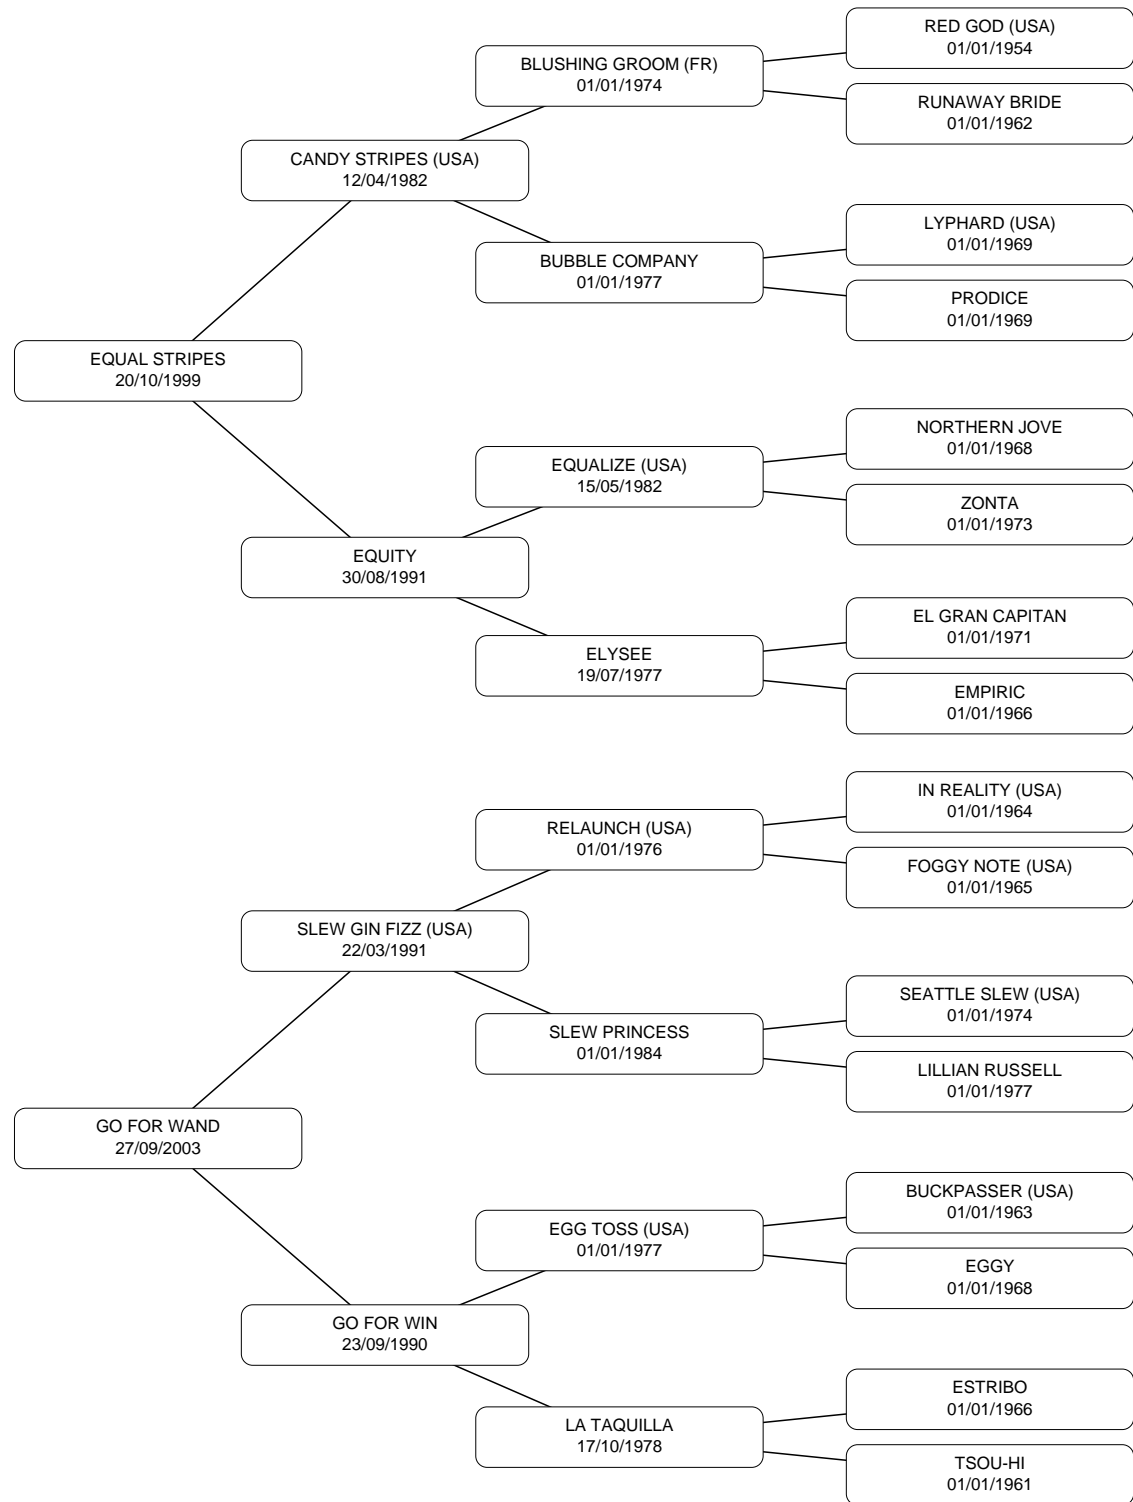 RED GOD (USA)
01/01/1954
BLUSHING GROOM (FR)
01/01/1974
RUNAWAY BRIDE
01/01/1962
CANDY STRIPES (USA)
12/04/1982
LYPHARD (USA)
01/01/1969
BUBBLE COMPANY
01/01/1977
PRODICE
01/01/1969
EQUAL STRIPES
20/10/1999
NORTHERN JOVE
01/01/1968
EQUALIZE (USA)
15/05/1982
ZONTA
01/01/1973
EQUITY
30/08/1991
EL GRAN CAPITAN
01/01/1971
ELYSEE
19/07/1977
EMPIRIC
01/01/1966
IN REALITY (USA)
01/01/1964
RELAUNCH (USA)
01/01/1976
FOGGY NOTE (USA)
01/01/1965
SLEW GIN FIZZ (USA)
22/03/1991
SEATTLE SLEW (USA)
01/01/1974
SLEW PRINCESS
01/01/1984
LILLIAN RUSSELL
01/01/1977
GO FOR WAND
27/09/2003
BUCKPASSER (USA)
01/01/1963
EGG TOSS (USA)
01/01/1977
EGGY
01/01/1968
GO FOR WIN
23/09/1990
ESTRIBO
01/01/1966
LA TAQUILLA
17/10/1978
TSOU-HI
01/01/1961